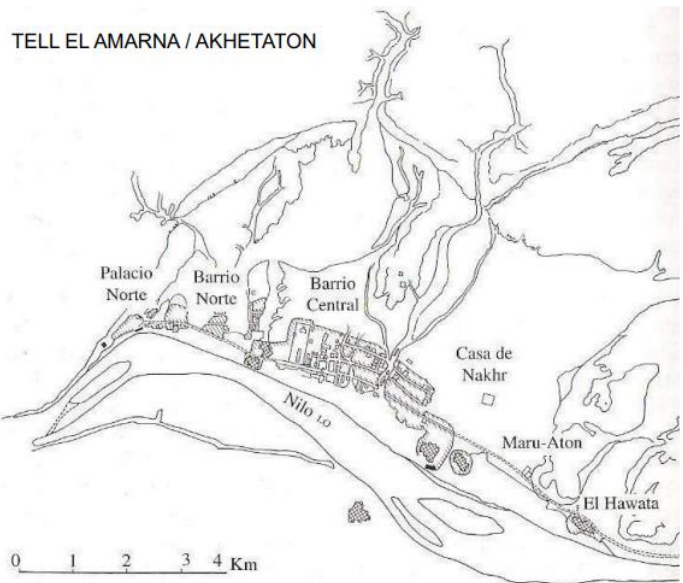 TELL EL AMARNA / AKHETATON
Palacio
Norte
Barrio
Norte
Barrio
Central
Casa de
Nakhr
Nilo LO
Maru-Aton
El Hawata
0 1 2 3 4 Km